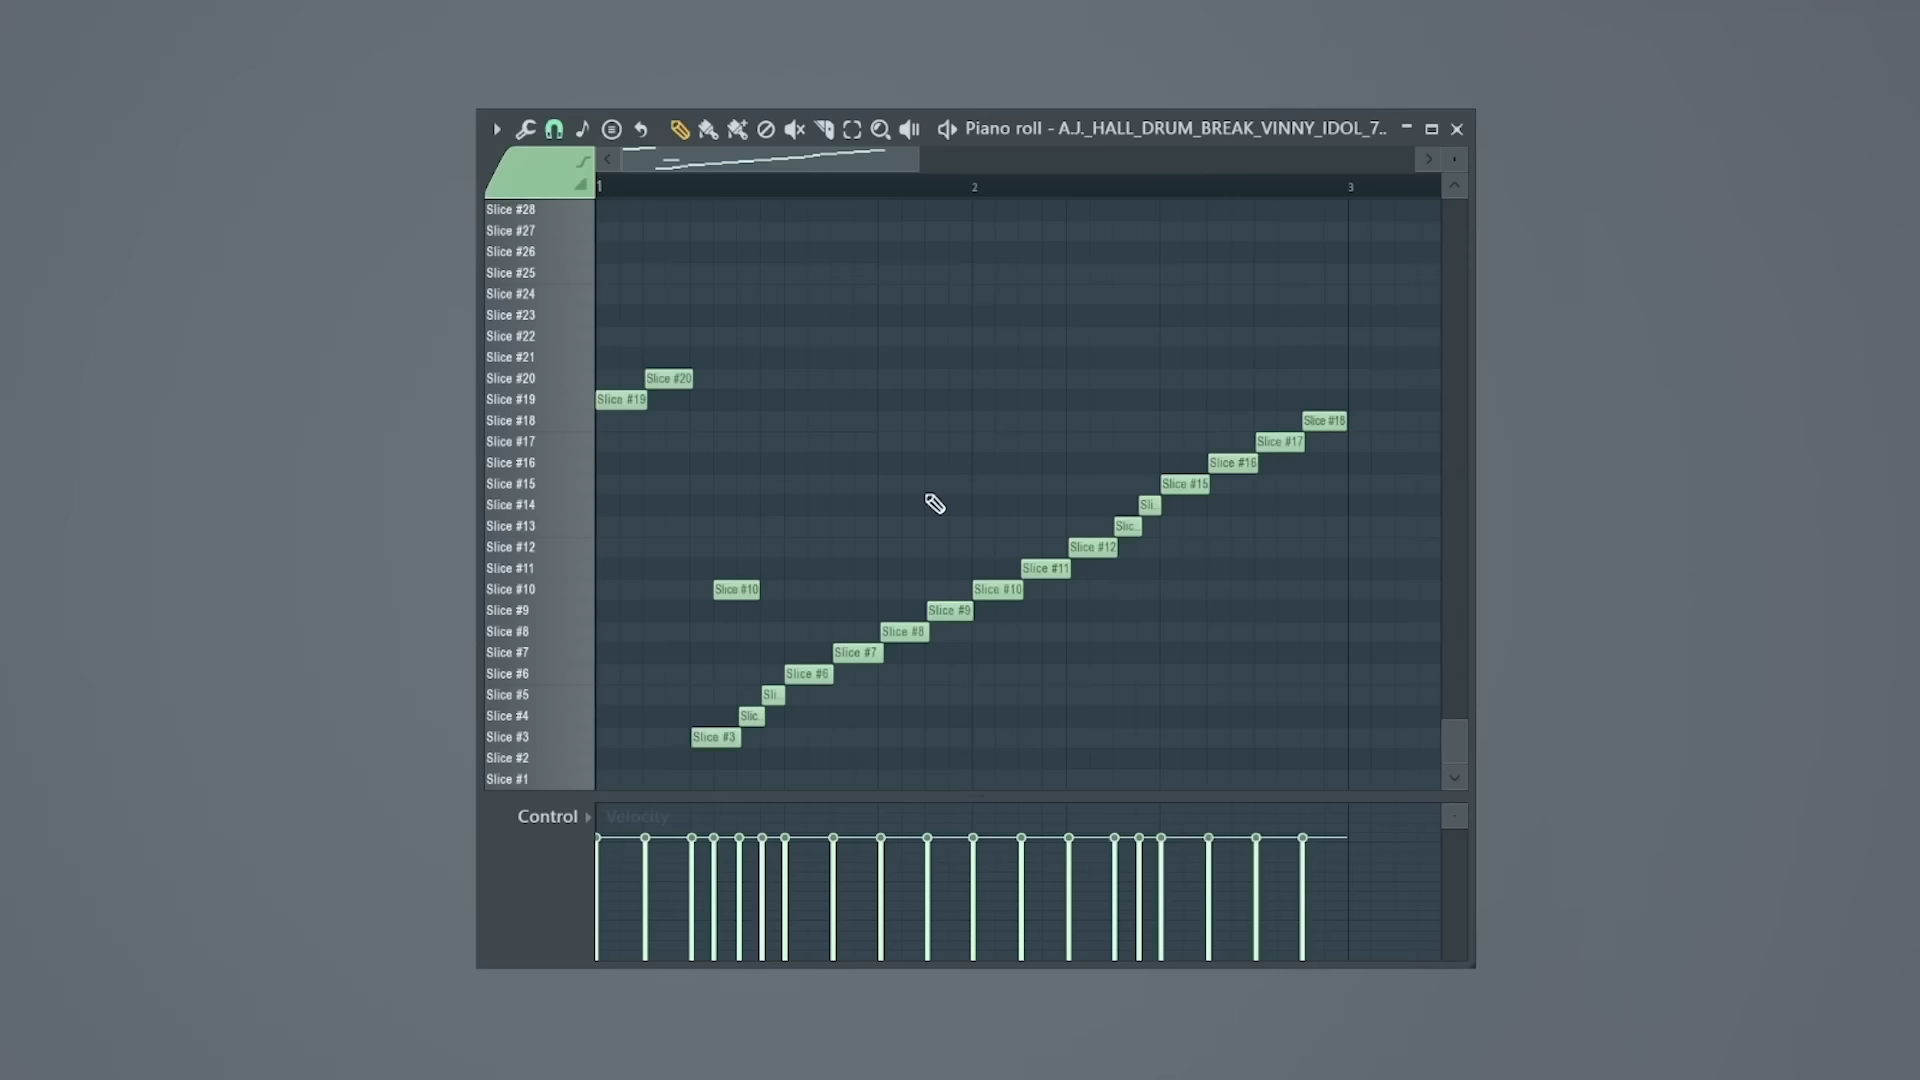 Piano roll - A.J._HALL_DRUM_BREAK_VINNY_IDOL_7..
1 2 3
Slice #28
Slice #27
Slice #26
Slice #25
Slice #24
Slice #23
Slice #22
Slice #21
Slice #20 Slice #20
Slice #19 Slice #19
Slice #18 Slice #18
Slice #17 Slice #17
Slice #16 Slice #16
Slice #15 Slice #15
Slice #14 Sli..
Slice #13 Slic..
Slice #12 Slice #12
Slice #11 Slice #11
Slice #10 Slice #10 Slice #10
Slice #9 Slice #9
Slice #8 Slice #8
Slice #7 Slice #7
Slice #6 Slice #6
Slice #5 Sli..
Slice #4 Slic..
Slice #3 Slice #3
Slice #2
Slice #1
Control Velocity